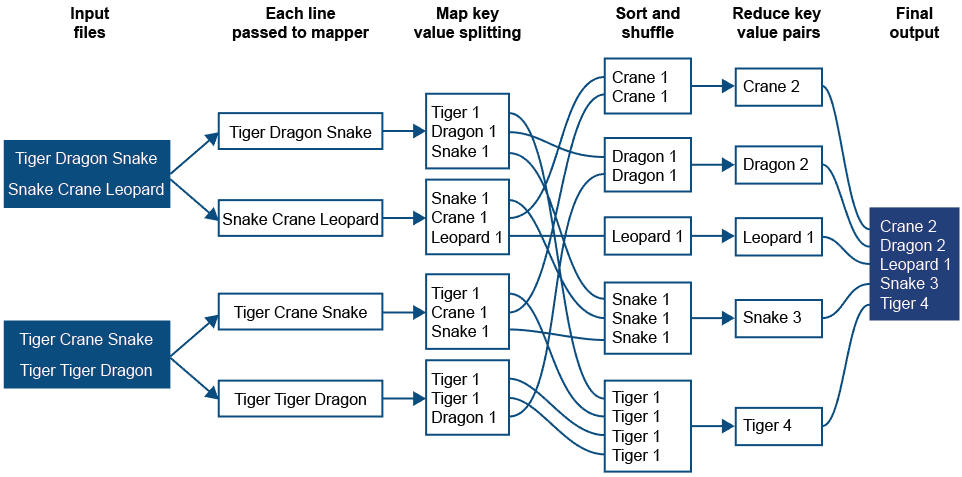 Input
files
Each line
passed to mapper
Map key
value splitting
Sort and
shuffle
Reduce key
value pairs
Final
output
Tiger Dragon Snake
Snake Crane Leopard
Tiger Crane Snake
Tiger Tiger Dragon
Tiger Dragon Snake
Snake Crane Leopard
Tiger Crane Snake
Tiger Tiger Dragon
Tiger 1
Dragon 1
Snake 1
Snake 1
Crane 1
Leopard 1
Tiger 1
Crane 1
Snake 1
Tiger 1
Tiger 1
Dragon 1
Crane 1
Crane 1
Dragon 1
Dragon 1
Leopard 1
Snake 1
Snake 1
Snake 1
Tiger 1
Tiger 1
Tiger 1
Tiger 1
Crane 2
Dragon 2
Leopard 1
Snake 3
Tiger 4
Crane 2
Dragon 2
Leopard 1
Snake 3
Tiger 4